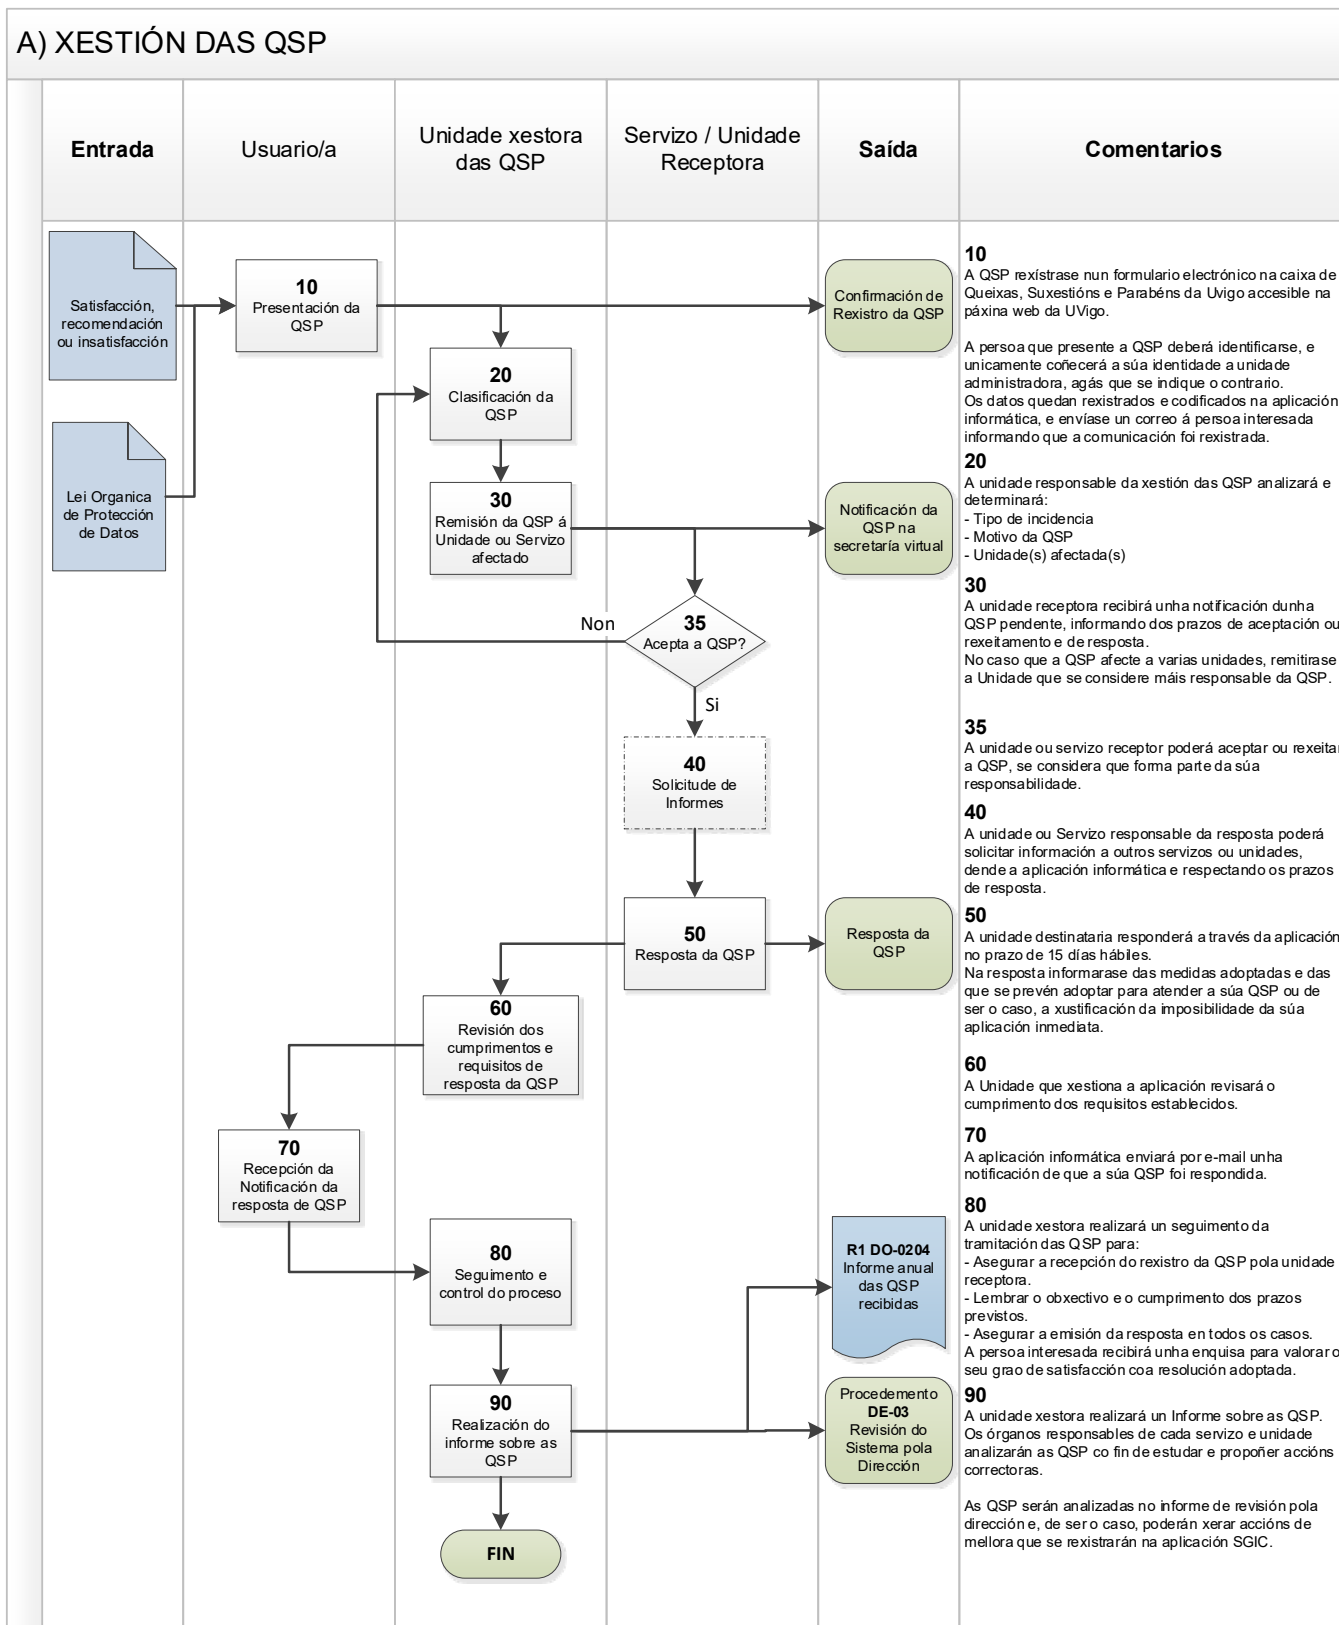 A) XESTIÓN DAS QSP
Entrada
Usuario/a
Unidade xestora
das QSP
Servizo / Unidade
Receptora
Saída
Comentarios
Satisfacción,
recomendación
ou insatisfacción
Lei Organica
de Protección
de Datos
10
Presentación da
QSP
Confirmación de
Rexistro da QSP
20
Clasificación da
QSP
30
Remisión da QSP á
Unidade ou Servizo
afectado
Notificación da
QSP na
secretaría virtual
35
Acepta a QSP?
Non
Si
40
Solicitude de
Informes
50
Resposta da QSP
Resposta da
QSP
60
Revisión dos
cumprimentos e
requisitos de
resposta da QSP
70
Recepción da
Notificación da
resposta de QSP
80
Seguimento e
control do proceso
R1 DO-0204
Informe anual
das QSP
recibidas
90
Realización do
informe sobre as
QSP
Procedemento
DE-03
Revisión do
Sistema pola
Dirección
FIN
10
A QSP rexístrase nun formulario electrónico na caixa de
Queixas, Suxestións e Parabéns da Uvigo accesible na
páxina web da UVigo.
A persoa que presente a QSP deberá identificarse, e
unicamente coñecerá a súa identidade a unidade
administradora, agás que se indique o contrario.
Os datos quedan rexistrados e codificados na aplicación
informática, e envíase un correo á persoa interesada
informando que a comunicación foi rexistrada.
20
A unidade responsable da xestión das QSP analizará e
determinará:
- Tipo de incidencia
- Motivo da QSP
- Unidade(s) afectada(s)
30
A unidade receptora recibirá unha notificación dunha
QSP pendente, informando dos prazos de aceptación ou
rexeitamento e de resposta.
No caso que a QSP afecte a varias unidades, remitirase
a Unidade que se considere máis responsable da QSP.
35
A unidade ou servizo receptor poderá aceptar ou rexeitar
a QSP, se considera que forma parte da súa
responsabilidade.
40
A unidade ou Servizo responsable da resposta poderá
solicitar información a outros servizos ou unidades,
dende a aplicación informática e respectando os prazos
de resposta.
50
A unidade destinataria responderá a través da aplicación
no prazo de 15 días hábiles.
Na resposta informarase das medidas adoptadas e das
que se prevén adoptar para atender a súa QSP ou de
ser o caso, a xustificación da imposibilidade da súa
aplicación inmediata.
60
A Unidade que xestiona a aplicación revisará o
cumprimento dos requisitos establecidos.
70
A aplicación informática enviará por e-mail unha
notificación de que a súa QSP foi respondida.
80
A unidade xestora realizará un seguimento da
tramitación das QSP para:
- Asegurar a recepción do rexistro da QSP pola unidade
receptora.
- Lembrar o obxectivo e o cumprimento dos prazos
previstos.
- Asegurar a emisión da resposta en todos os casos.
A persoa interesada recibirá unha enquisa para valorar o
seu grao de satisfacción coa resolución adoptada.
90
A unidade xestora realizará un Informe sobre as QSP.
Os órganos responsables de cada servizo e unidade
analizarán as QSP co fin de estudar e propoñer accións
correctoras.
As QSP serán analizadas no informe de revisión pola
dirección e, de ser o caso, poderán xerar accións de
mellora que se rexistrarán na aplicación SGIC.